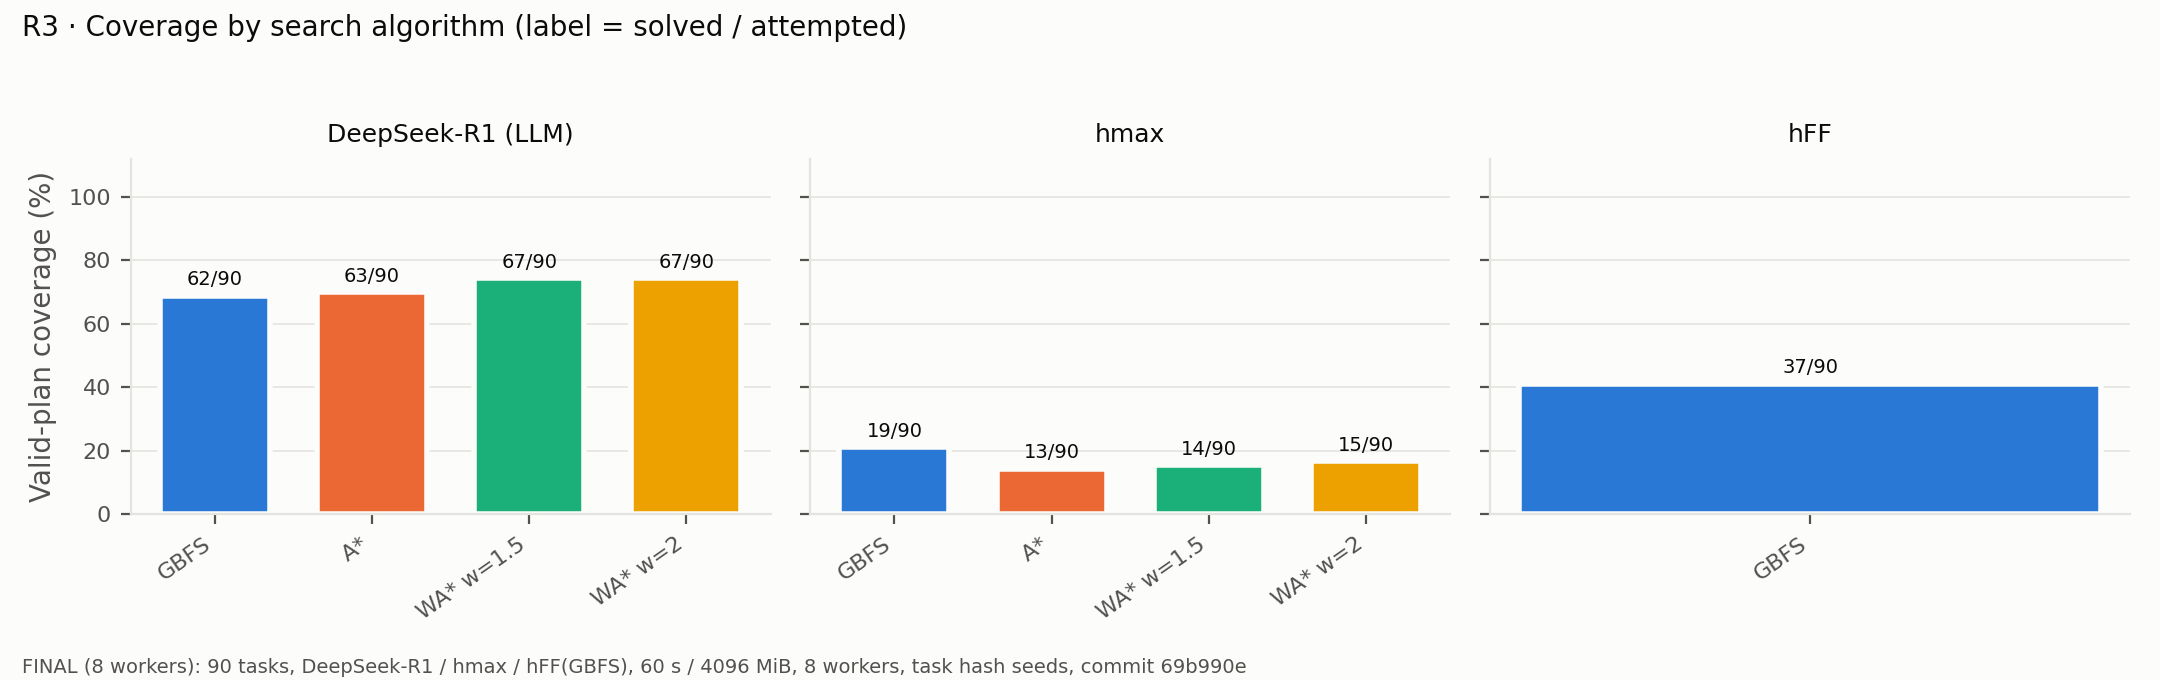 R3 · Coverage by search algorithm (label = solved / attempted)
DeepSeek-R1 (LLM)
hmax
hFF
Valid-plan coverage (%)
100
80
60
40
20
0
62/90
63/90
67/90
67/90
19/90
13/90
14/90
15/90
37/90
GBFS
A*
WA* w=1.5
WA* w=2
GBFS
A*
WA* w=1.5
WA* w=2
GBFS
FINAL (8 workers): 90 tasks, DeepSeek-R1 / hmax / hFF(GBFS), 60 s / 4096 MiB, 8 workers, task hash seeds, commit 69b990e